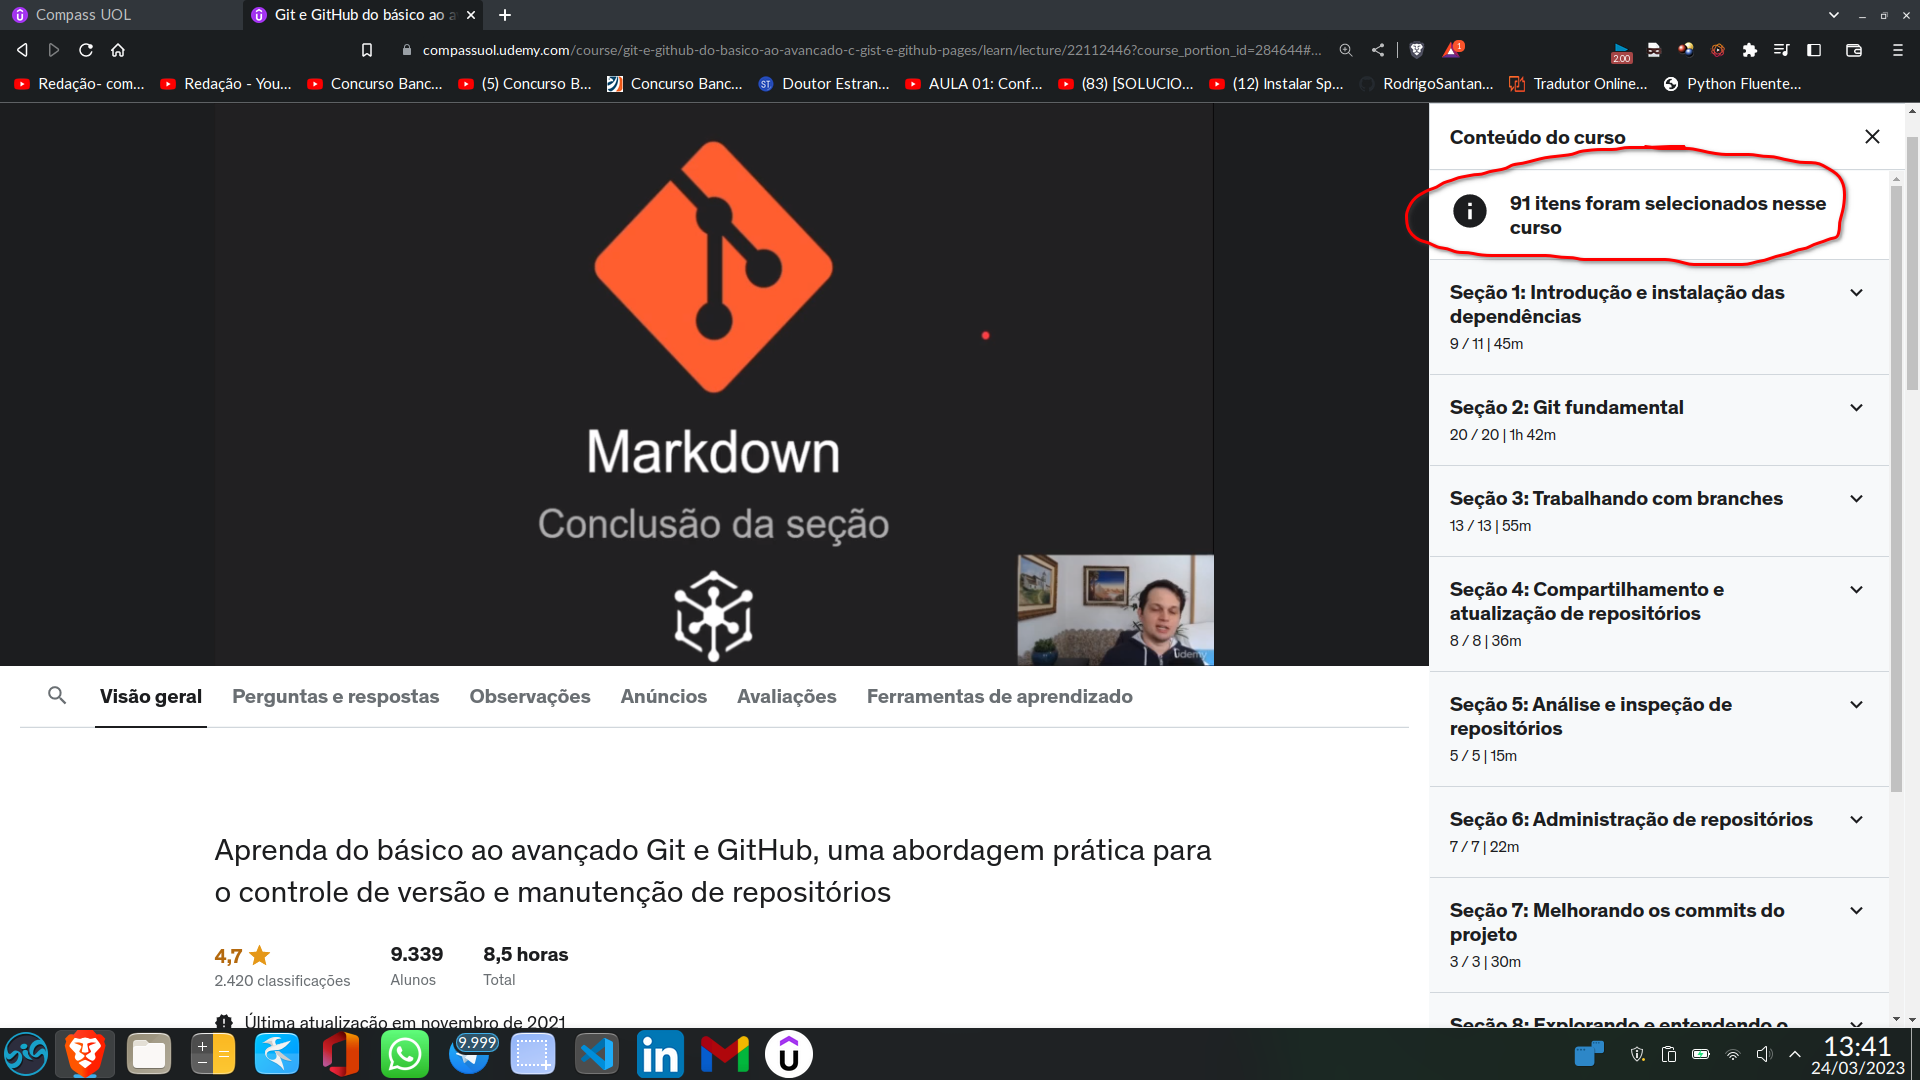 Compass UOL
Git e GitHub do básico ao a
compassuol.udemy.com/course/git-e-github-do-basico-ao-avancado-c-gist-e-github-pages/learn/lecture/22112446?course_portion_id=284644#...
1
2.00
Redação- com...
Redação - You...
Concurso Banc...
(5) Concurso B...
Concurso Banc...
ST
Doutor Estran...
AULA 01: Conf...
(83) [SOLUCIO...
(12) Instalar Sp...
RodrigoSantan...
Tradutor Online...
Python Fluente...
Markdown
Conclusão da seção
udemy
Conteúdo do curso
91 itens foram selecionados nesse
curso
Seção 1: Introdução e instalação das
dependências
9 / 11 | 45m
Seção 2: Git fundamental
20 / 20 | 1h 42m
Seção 3: Trabalhando com branches
13 / 13 | 55m
Seção 4: Compartilhamento e
atualização de repositórios
8 / 8 | 36m
Seção 5: Análise e inspeção de
repositórios
5 / 5 | 15m
Seção 6: Administração de repositórios
7 / 7 | 22m
Seção 7: Melhorando os commits do
projeto
3 / 3 | 30m
Seção 8: Explorando e entendendo o
Visão geral
Perguntas e respostas
Observações
Anúncios
Avaliações
Ferramentas de aprendizado
Aprenda do básico ao avançado Git e GitHub, uma abordagem prática para
o controle de versão e manutenção de repositórios
4,7
2.420 classificações
9.339
Alunos
8,5 horas
Total
Última atualização em novembro de 2021
sig
9.999
in
13:41
24/03/2023